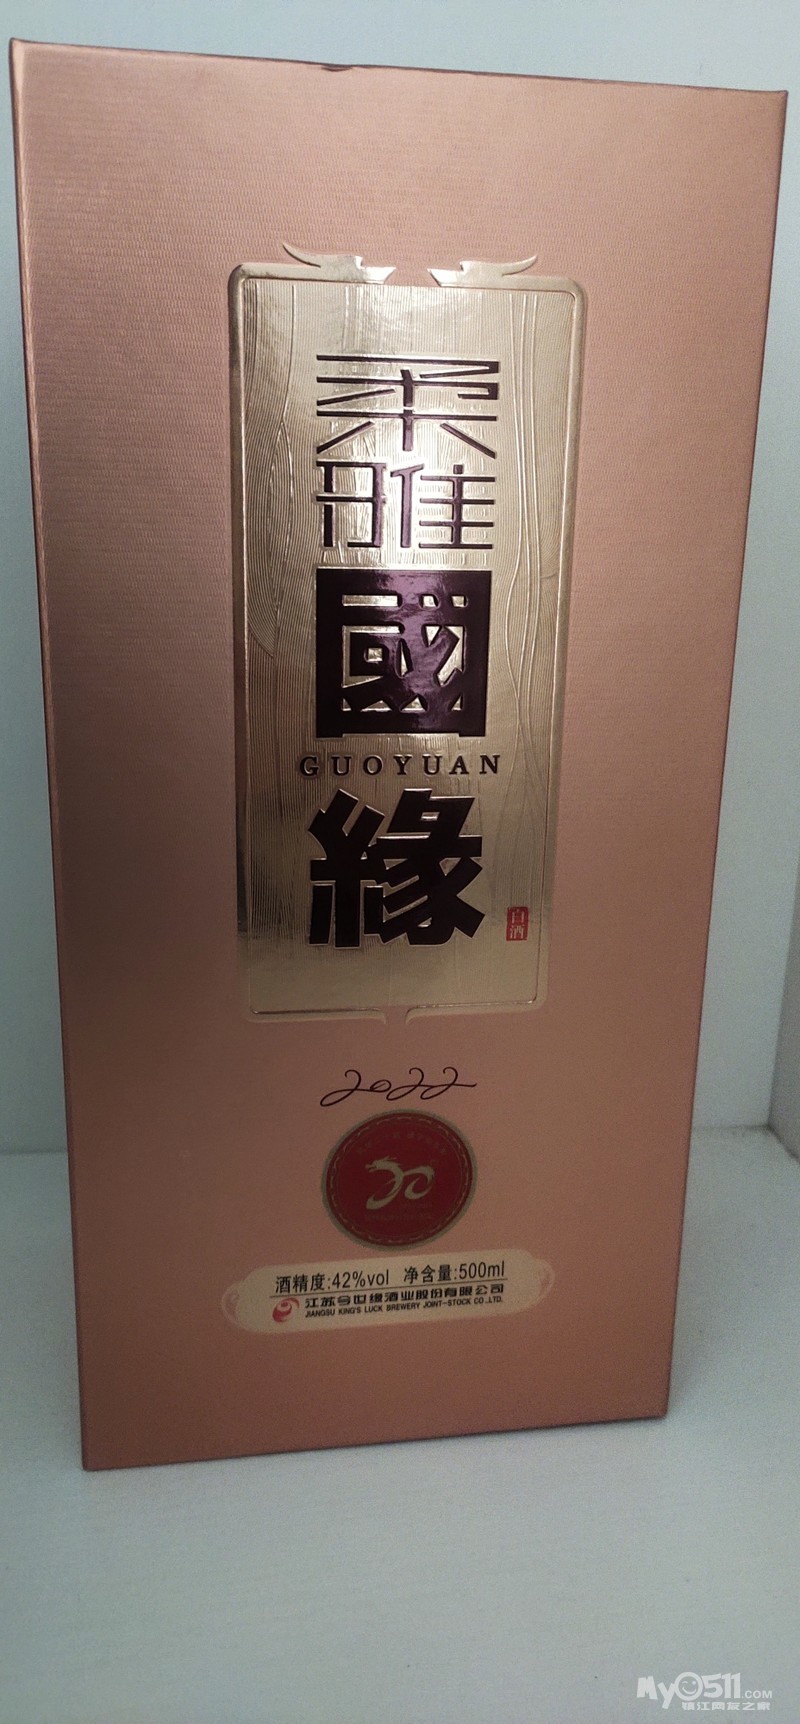 柔
雅
國
GUOYUAN
緣
白酒
2022
酒精度:42%vol 净含量:500ml
江苏今世缘酒业股份有限公司
JIANGSU KING'S LUCK BREWERY JOINT-STOCK CO.,LTD.
My0511.COM
镇江网友之家